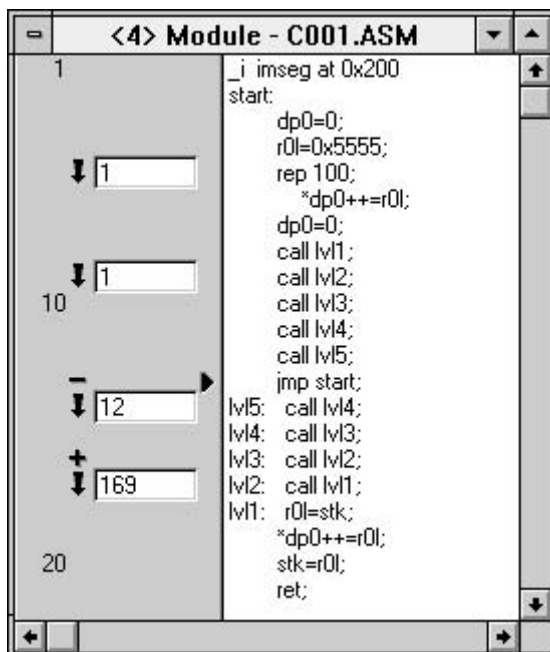 <4> Module - C001.ASM
1 _i imseg at 0x200
start:
dp0=0;
r0l=0x5555;
1 rep 100;
*dp0++=r0l;
dp0=0;
call lvl1;
1 call lvl2;
10 call lvl3;
call lvl4;
call lvl5;
jmp start;
12 lvl5: call lvl4;
lvl4: call lvl3;
lvl3: call lvl2;
169 lvl2: call lvl1;
lvl1: r0l=stk;
*dp0++=r0l;
20 stk=r0l;
ret;